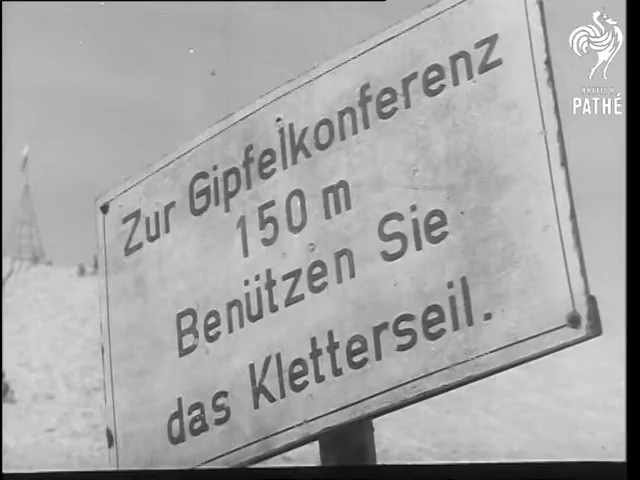 Zur Gipfelkonferenz
150 m
Benützen Sie
das Kletterseil.
BRITISH
PATHÉ